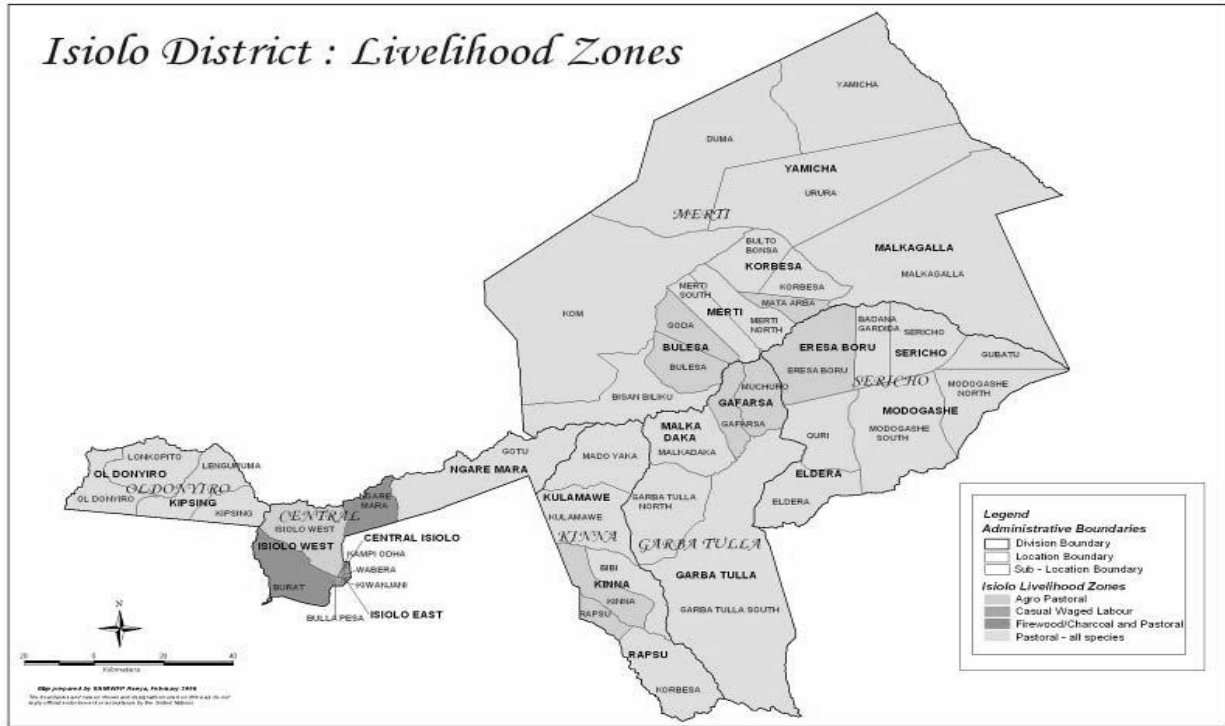 Isiolo District : Livelihood Zones
YAMICHA
DUMA
YAMICHA
URURA
MERTI
BULTO
BONSA
MALKAGALLA
KORBESA
MALKAGALLA
MERTI
SOUTH
KORBESA
MATA ARBA
KOM
MERTI
GODA
MERTI
NORTH
BADANA
GARDIDA
SERICHO
BULESA
ERESA BORU
SERICHO
GUBATU
BULESA
ERESA BORU
SERICHO
MUCHURO
MODOGASHE
NORTH
BISAN BILIKU
GAFARSA
MODOGASHE
GAFARSA
MALKA
DAKA
MALKADAKA
QURI
MODOGASHE
SOUTH
GOTU
LONKOPITO
LENGURUMA
OL DONYIRO
NGARE MARA
MADO YAKA
ELDERA
OLDONYIRO
OL DONYIRO
KIPSING
KIPSING
NGARE
MARA
KULAMAWE
GARBA TULLA
NORTH
ELDERA
CENTRAL
KULAMAWE
ISIOLO WEST
KINNA
GARBA TULLA
CENTRAL ISIOLO
ISIOLO WEST
KAMPI ODHA
WABERA
BIBI
KINNA
GARBA TULLA
BURAT
KIWANJANI
KINNA
RAPSU
GARBA TULLA SOUTH
BULLA PESA
ISIOLO EAST
RAPSU
KORBESA
Legend
Administrative Boundaries
Division Boundary
Location Boundary
Sub - Location Boundary
Isiolo Livelihood Zones
Agro Pastoral
Casual Waged Labour
Firewood/Charcoal and Pastoral
Pastoral - all species
N
20 0 20 40
Kilometers